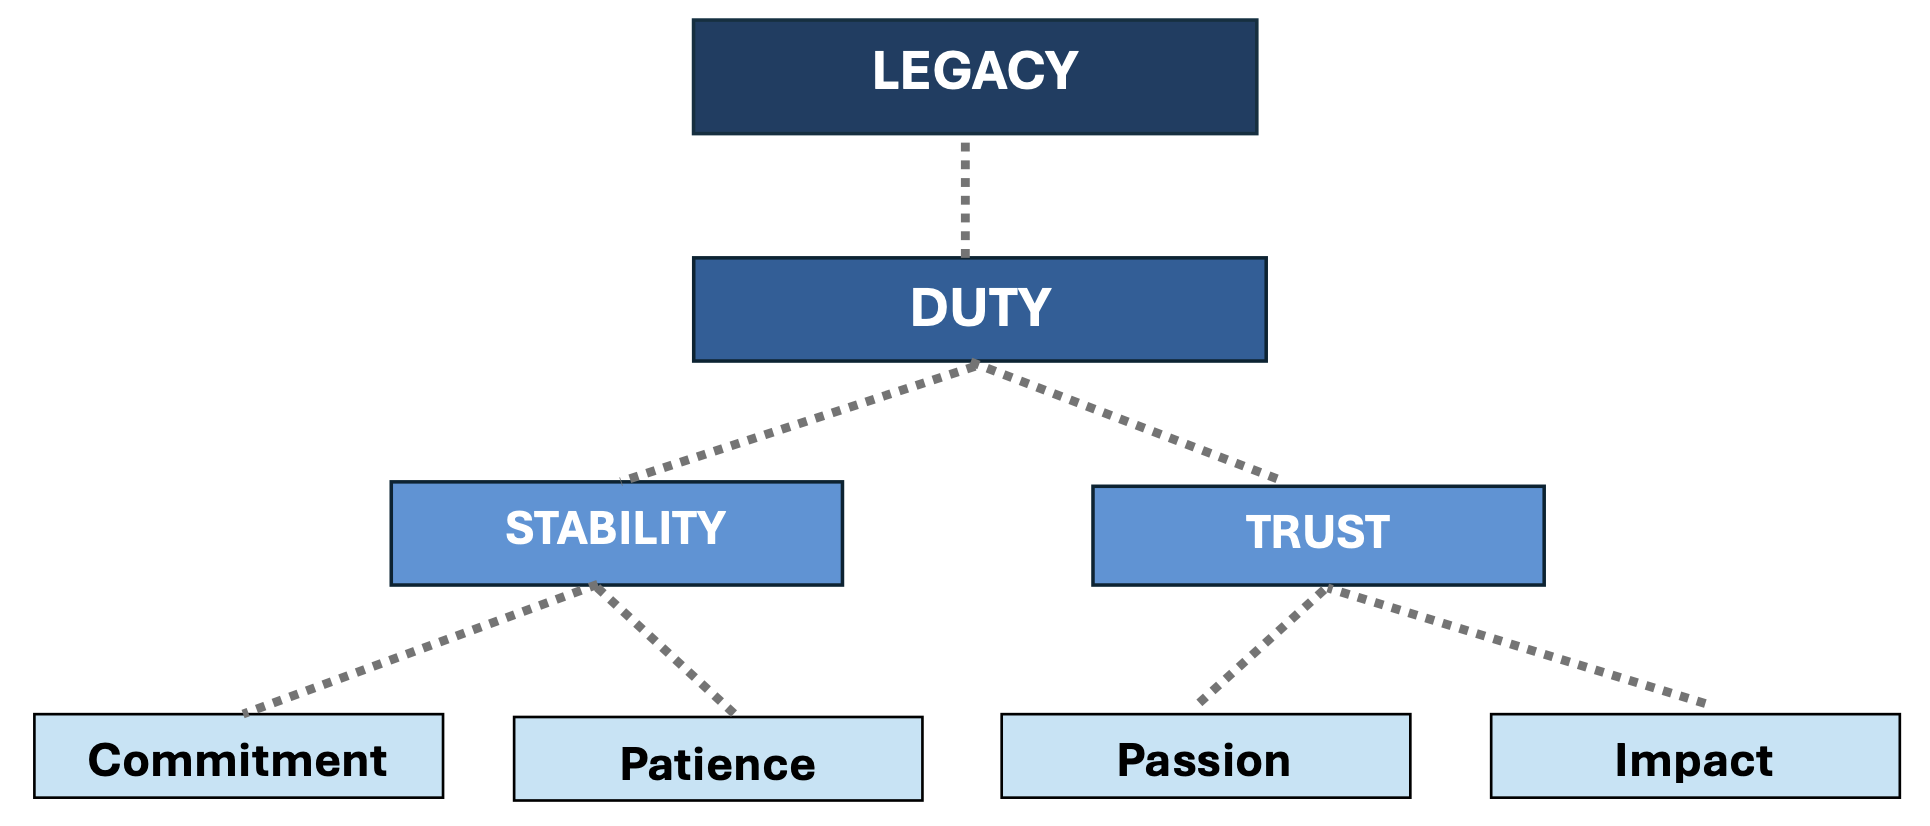 LEGACY
DUTY
STABILITY
TRUST
Commitment
Patience
Passion
Impact